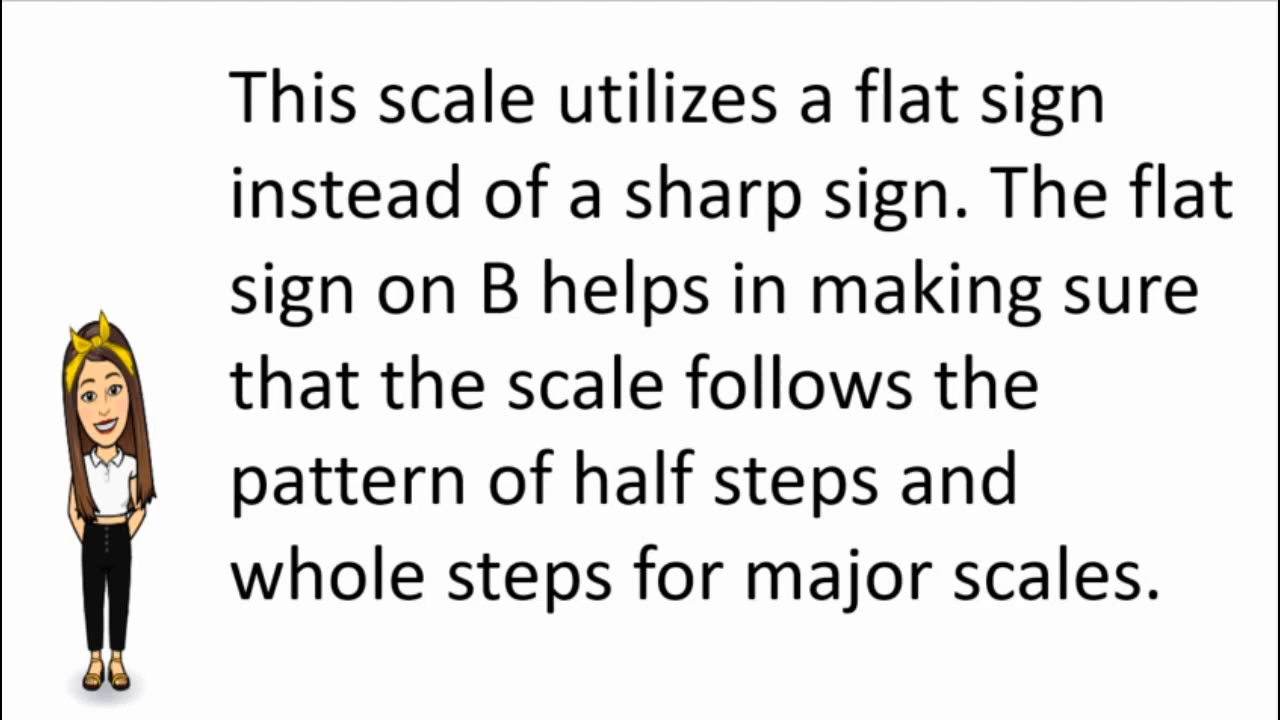 This scale utilizes a flat sign
instead of a sharp sign. The flat
sign on B helps in making sure
that the scale follows the
pattern of half steps and
whole steps for major scales.